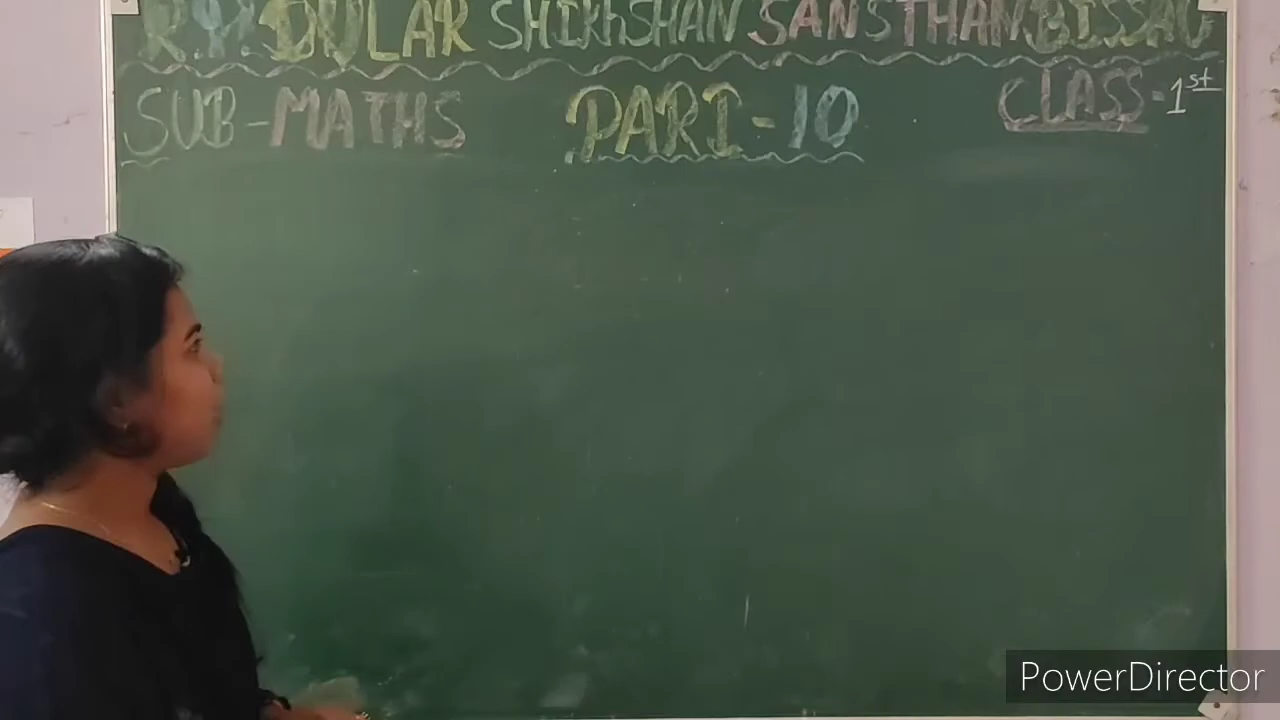 R.P. DULAR SHIKhSHAN SANSTHAN BISSAU
SUB-MATHS PART-10 CLASS-1st
PowerDirector